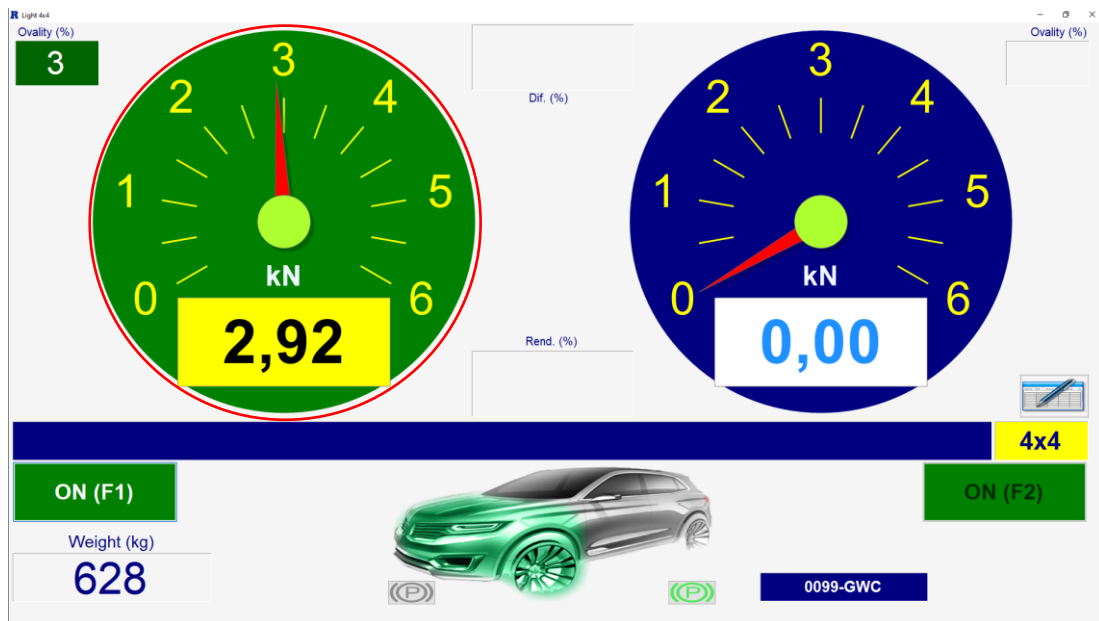 R Light 4x4
Ovality (%)
3
Ovality (%)
0 1 2 3 4 5 6
kN
2,92
Dif. (%)
Rend. (%)
0 1 2 3 4 5 6
kN
0,00
4x4
ON (F1)
ON (F2)
Weight (kg)
628
(P)
(P)
0099-GWC